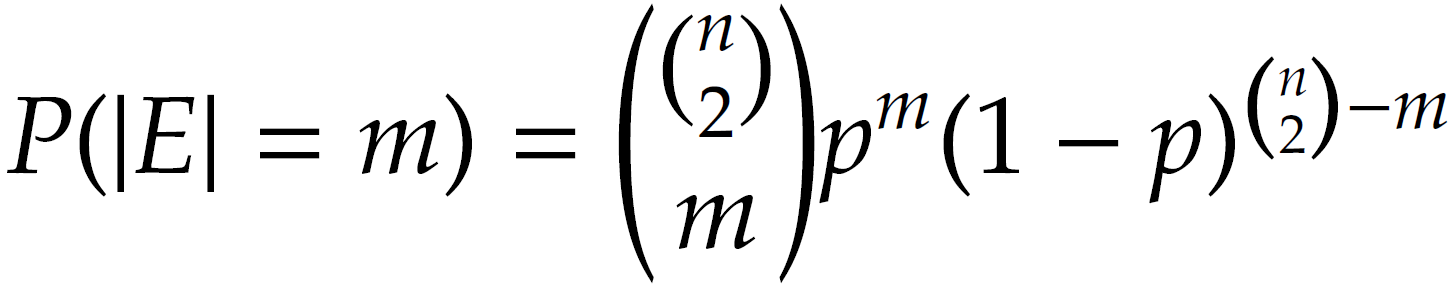 P(|E| = m) = \binom{\binom{n}{2}}{m} p^m (1 − p)^{\binom{n}{2} − m}